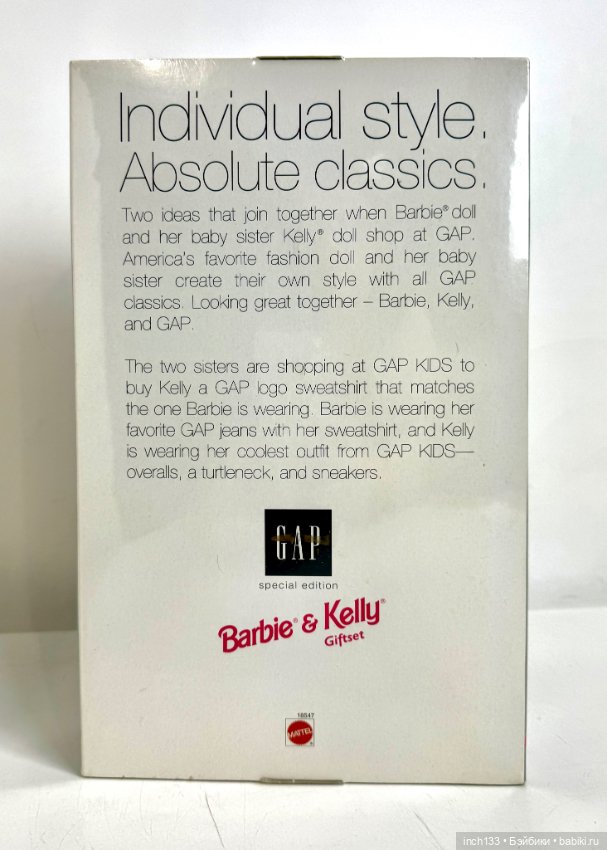 Individual style.
Absolute classics.
Two ideas that join together when Barbie® doll
and her baby sister Kelly® doll shop at GAP.
America's favorite fashion doll and her baby
sister create their own style with all GAP
classics. Looking great together – Barbie, Kelly,
and GAP.
The two sisters are shopping at GAP KIDS to
buy Kelly a GAP logo sweatshirt that matches
the one Barbie is wearing. Barbie is wearing her
favorite GAP jeans with her sweatshirt, and Kelly
is wearing her coolest outfit from GAP KIDS—
overalls, a turtleneck, and sneakers.
GAP
special edition
Barbie® & Kelly®
Giftset
18547
MATTEL®
inch133 • Бэйбики • babiki.ru